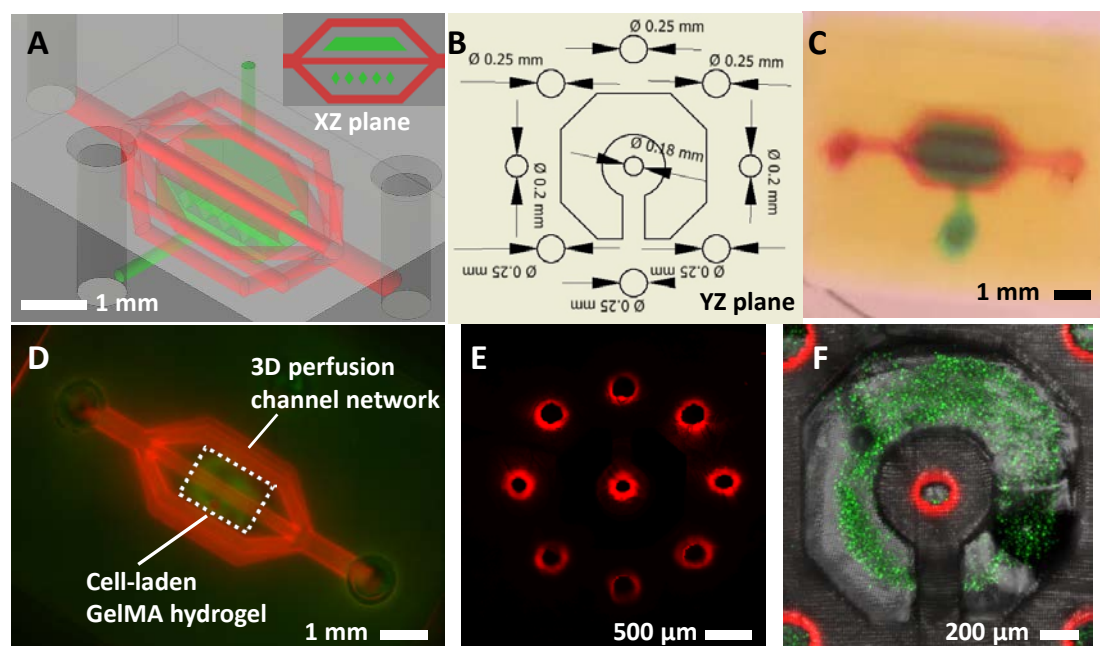 A
XZ plane
1 mm
B
Ø 0.25 mm
Ø 0.25 mm
Ø 0.25 mm
Ø 0.18 mm
Ø 0.2 mm
Ø 0.2 mm
Ø 0.25 mm
Ø 0.25 mm
Ø 0.25 mm
YZ plane
C
1 mm
D
3D perfusion
channel network
Cell-laden
GelMA hydrogel
1 mm
E
500 µm
F
200 µm